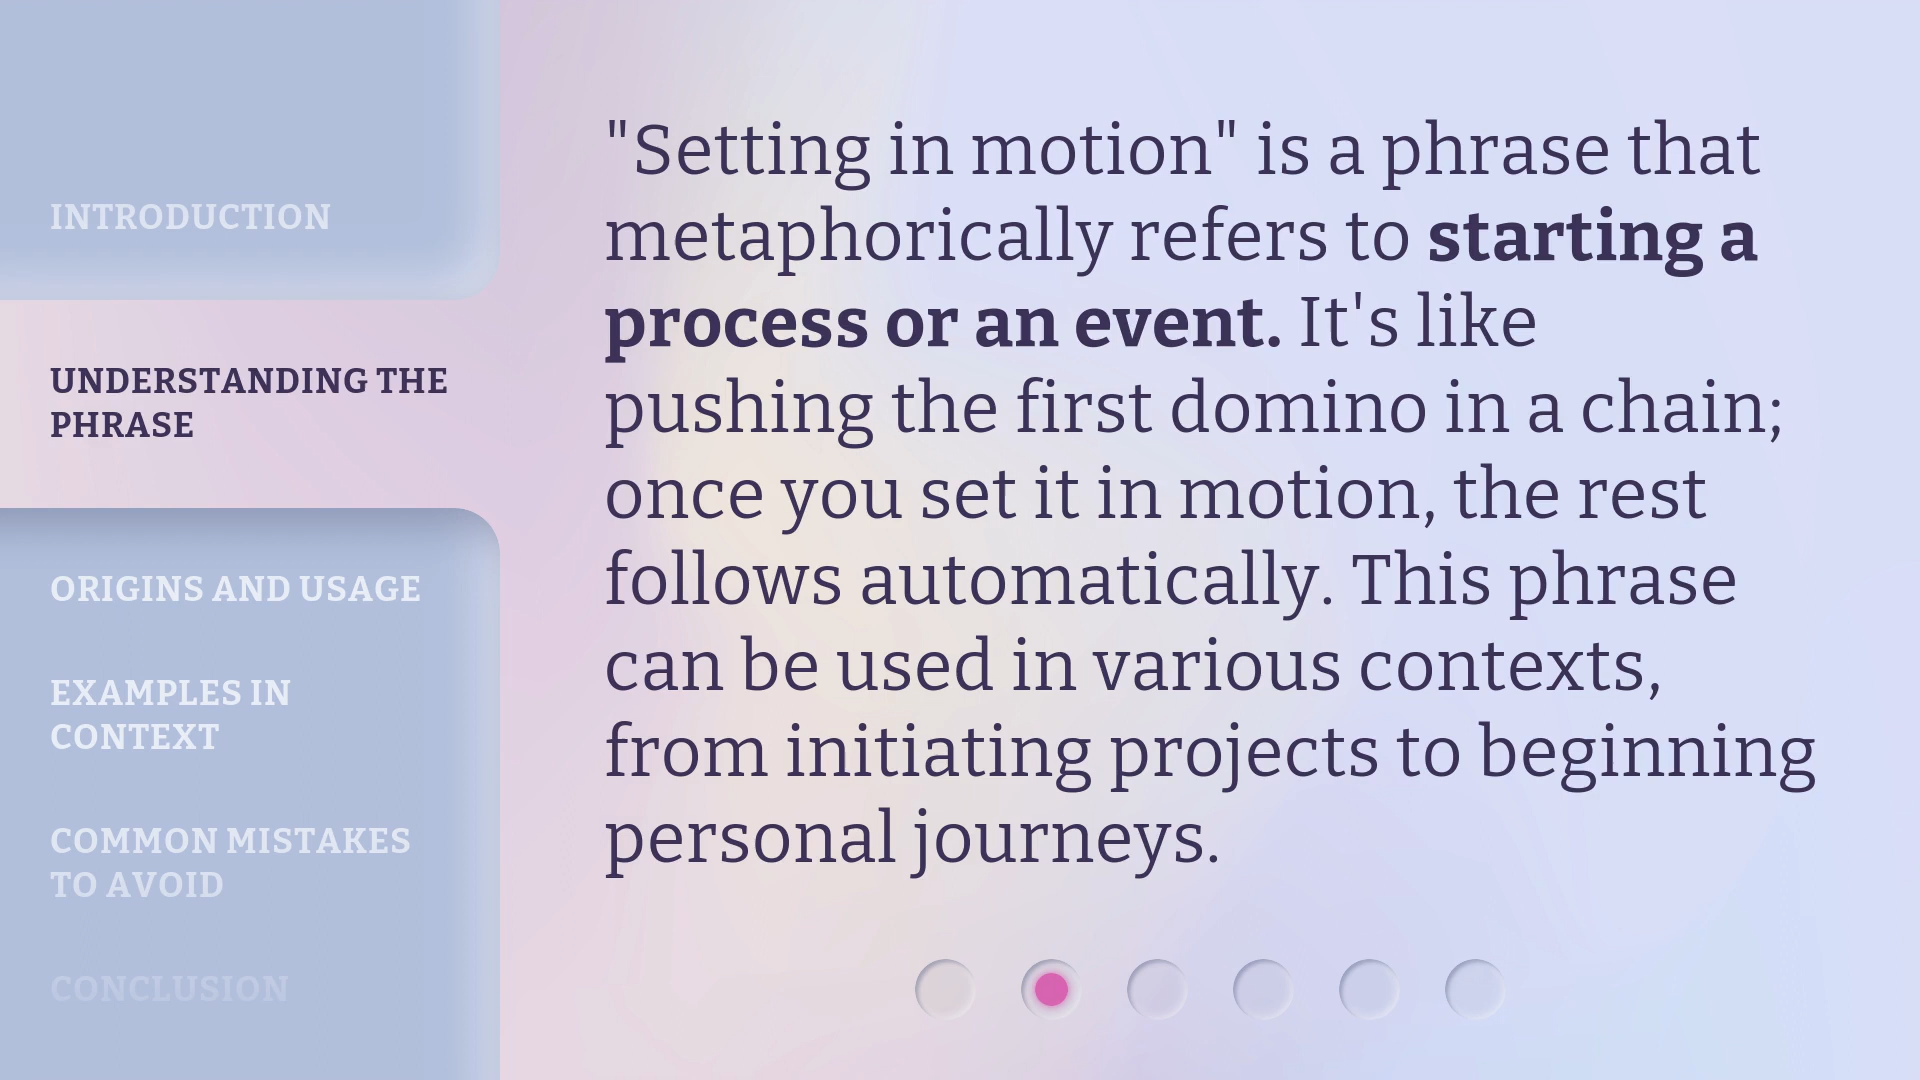 INTRODUCTION
UNDERSTANDING THE
PHRASE
ORIGINS AND USAGE
EXAMPLES IN
CONTEXT
COMMON MISTAKES
TO AVOID
CONCLUSION
"Setting in motion" is a phrase that
metaphorically refers to starting a
process or an event. It's like
pushing the first domino in a chain;
once you set it in motion, the rest
follows automatically. This phrase
can be used in various contexts,
from initiating projects to beginning
personal journeys.